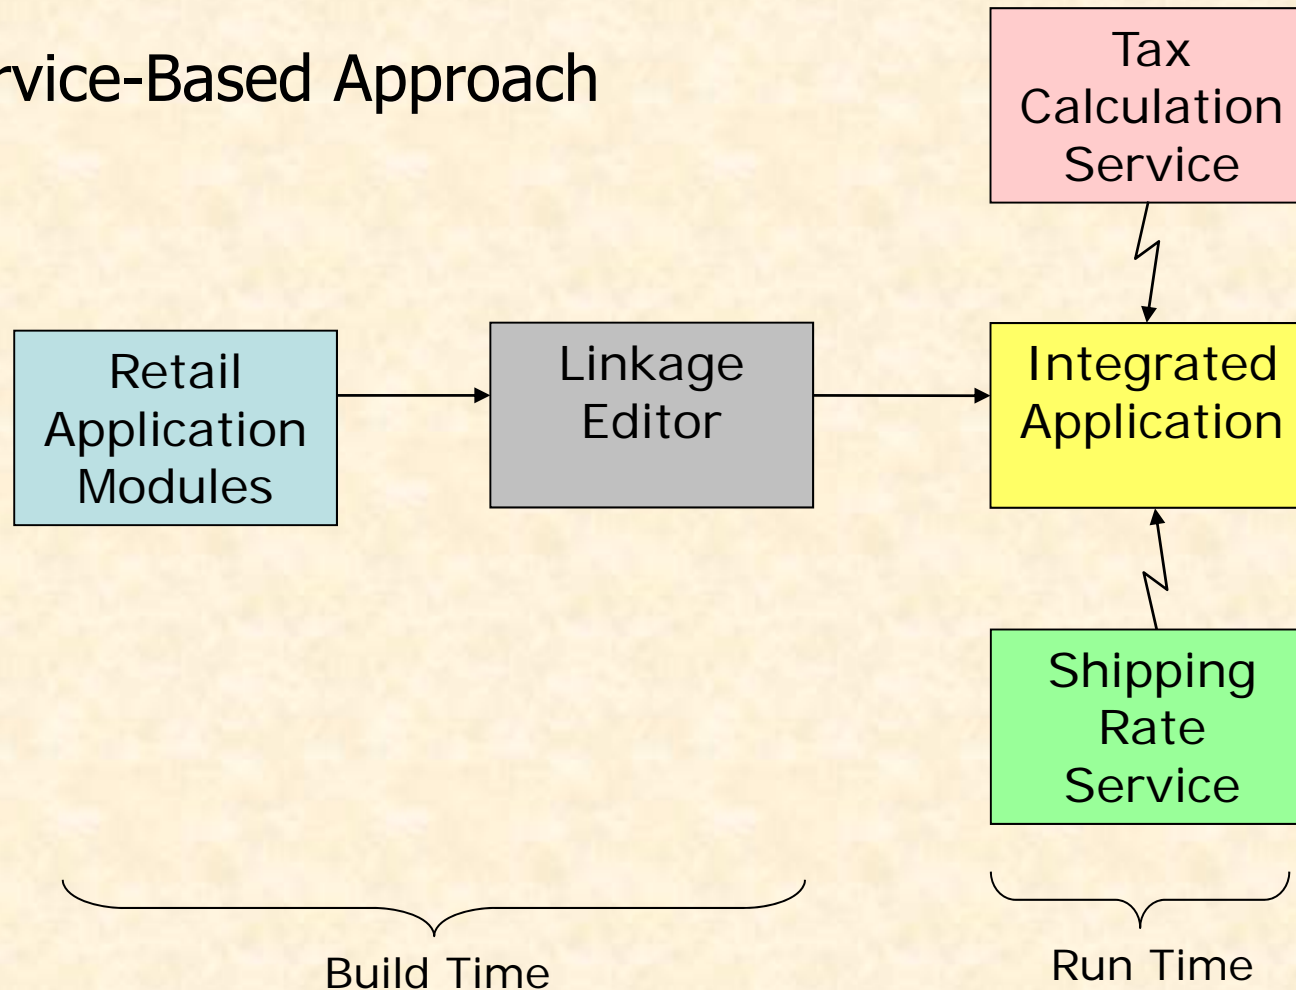 rvice-Based Approach
Tax
Calculation
Service
Retail
Application
Modules
Linkage
Editor
Integrated
Application
Shipping
Rate
Service
Build Time
Run Time